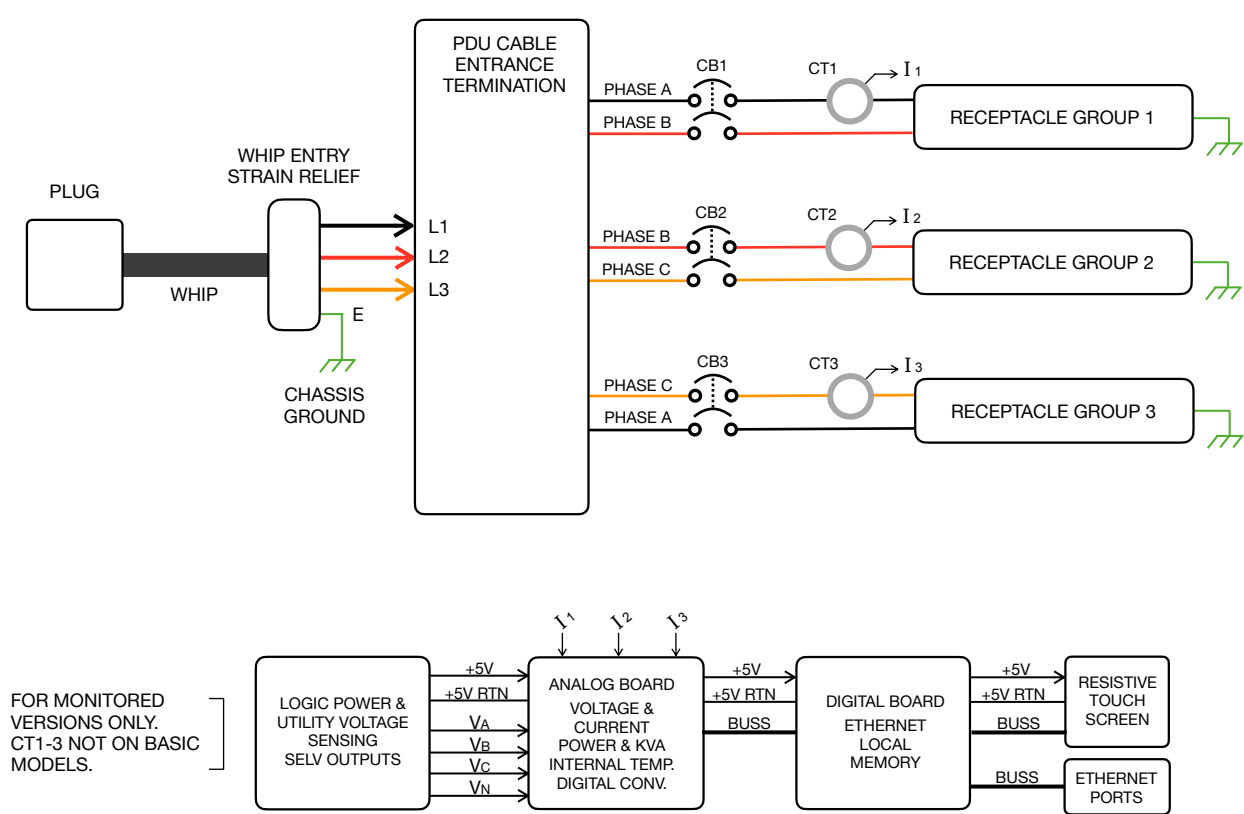 PDU CABLE
ENTRANCE
TERMINATION
PHASE A
CB1
CT1
I 1
PHASE B
RECEPTACLE GROUP 1
PLUG
WHIP ENTRY
STRAIN RELIEF
WHIP
L1
L2
L3
E
CHASSIS
GROUND
PHASE B
CB2
CT2
I 2
PHASE C
RECEPTACLE GROUP 2
PHASE C
CB3
CT3
I 3
PHASE A
RECEPTACLE GROUP 3
FOR MONITORED
VERSIONS ONLY.
CT1-3 NOT ON BASIC
MODELS.
LOGIC POWER &
UTILITY VOLTAGE
SENSING
SELV OUTPUTS
+5V
+5V RTN
VA
VB
VC
VN
I 1
I 2
I 3
ANALOG BOARD
VOLTAGE &
CURRENT
POWER & KVA
INTERNAL TEMP.
DIGITAL CONV.
+5V
+5V RTN
BUSS
DIGITAL BOARD
ETHERNET
LOCAL
MEMORY
+5V
+5V RTN
BUSS
BUSS
RESISTIVE
TOUCH
SCREEN
ETHERNET
PORTS